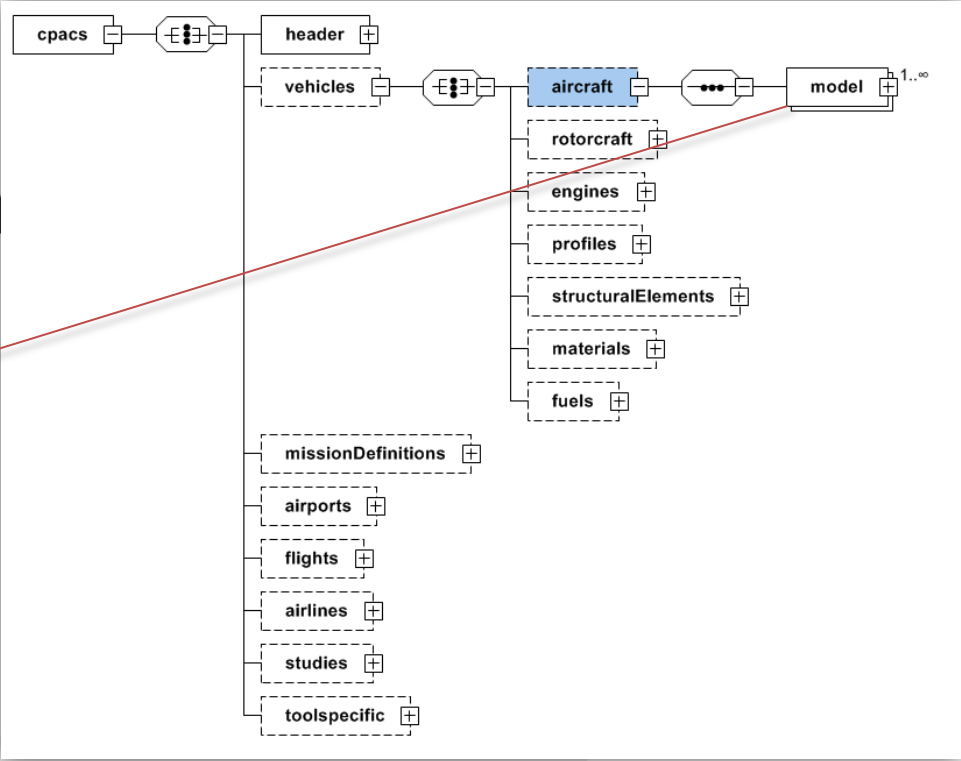 cpacs
header
vehicles
aircraft
model
1..∞
rotorcraft
engines
profiles
structuralElements
materials
fuels
missionDefinitions
airports
flights
airlines
studies
toolspecific